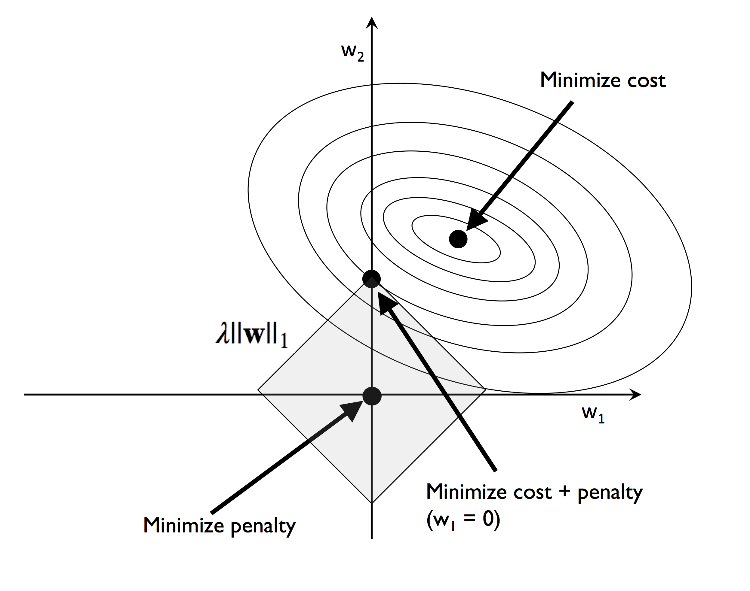 w₂
Minimize cost
λ||w||₁
w₁
Minimize cost + penalty
(w₁ = 0)
Minimize penalty